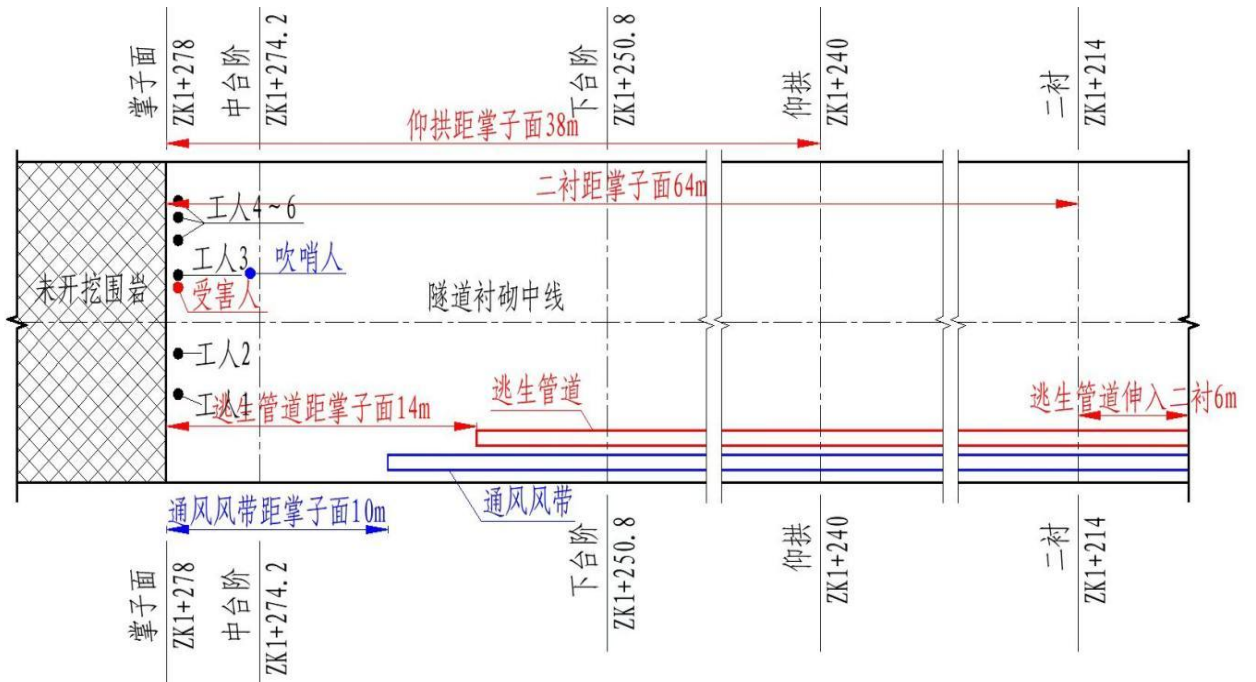 掌子面
ZK1+278
中台阶
ZK1+274.2
下台阶
ZK1+250.8
仰拱
ZK1+240
二衬
ZK1+214
仰拱距掌子面38m
二衬距掌子面64m
工人4～6
工人3
吹哨人
未开挖围岩
受害人
隧道衬砌中线
工人2
工人1
逃生管道距掌子面14m
逃生管道
逃生管道伸入二衬6m
通风风带距掌子面10m
通风风带
掌子面
ZK1+278
中台阶
ZK1+274.2
下台阶
ZK1+250.8
仰拱
ZK1+240
二衬
ZK1+214